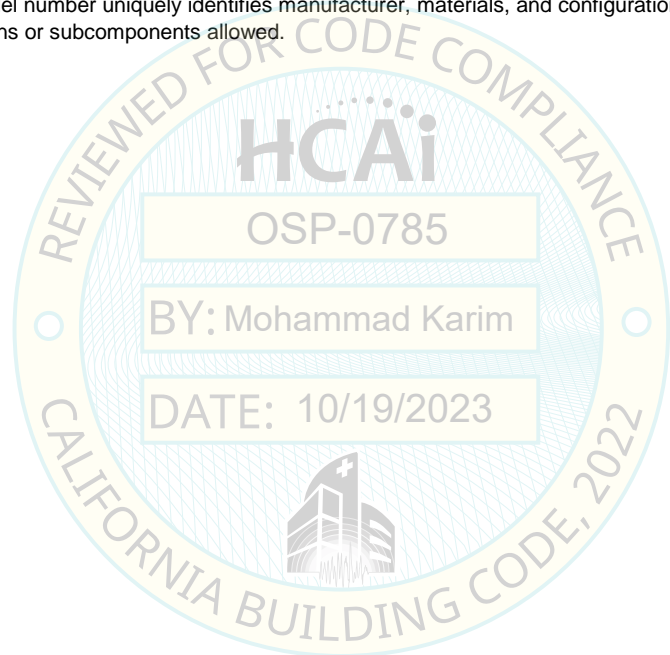 el number uniquely identifies manufacturer, materials, and configuration
ns or subcomponents allowed.
REVIEWED FOR CODE COMPLIANCE
HCAi
OSP-0785
BY: Mohammad Karim
DATE: 10/19/2023
CALIFORNIA BUILDING CODE, 2022